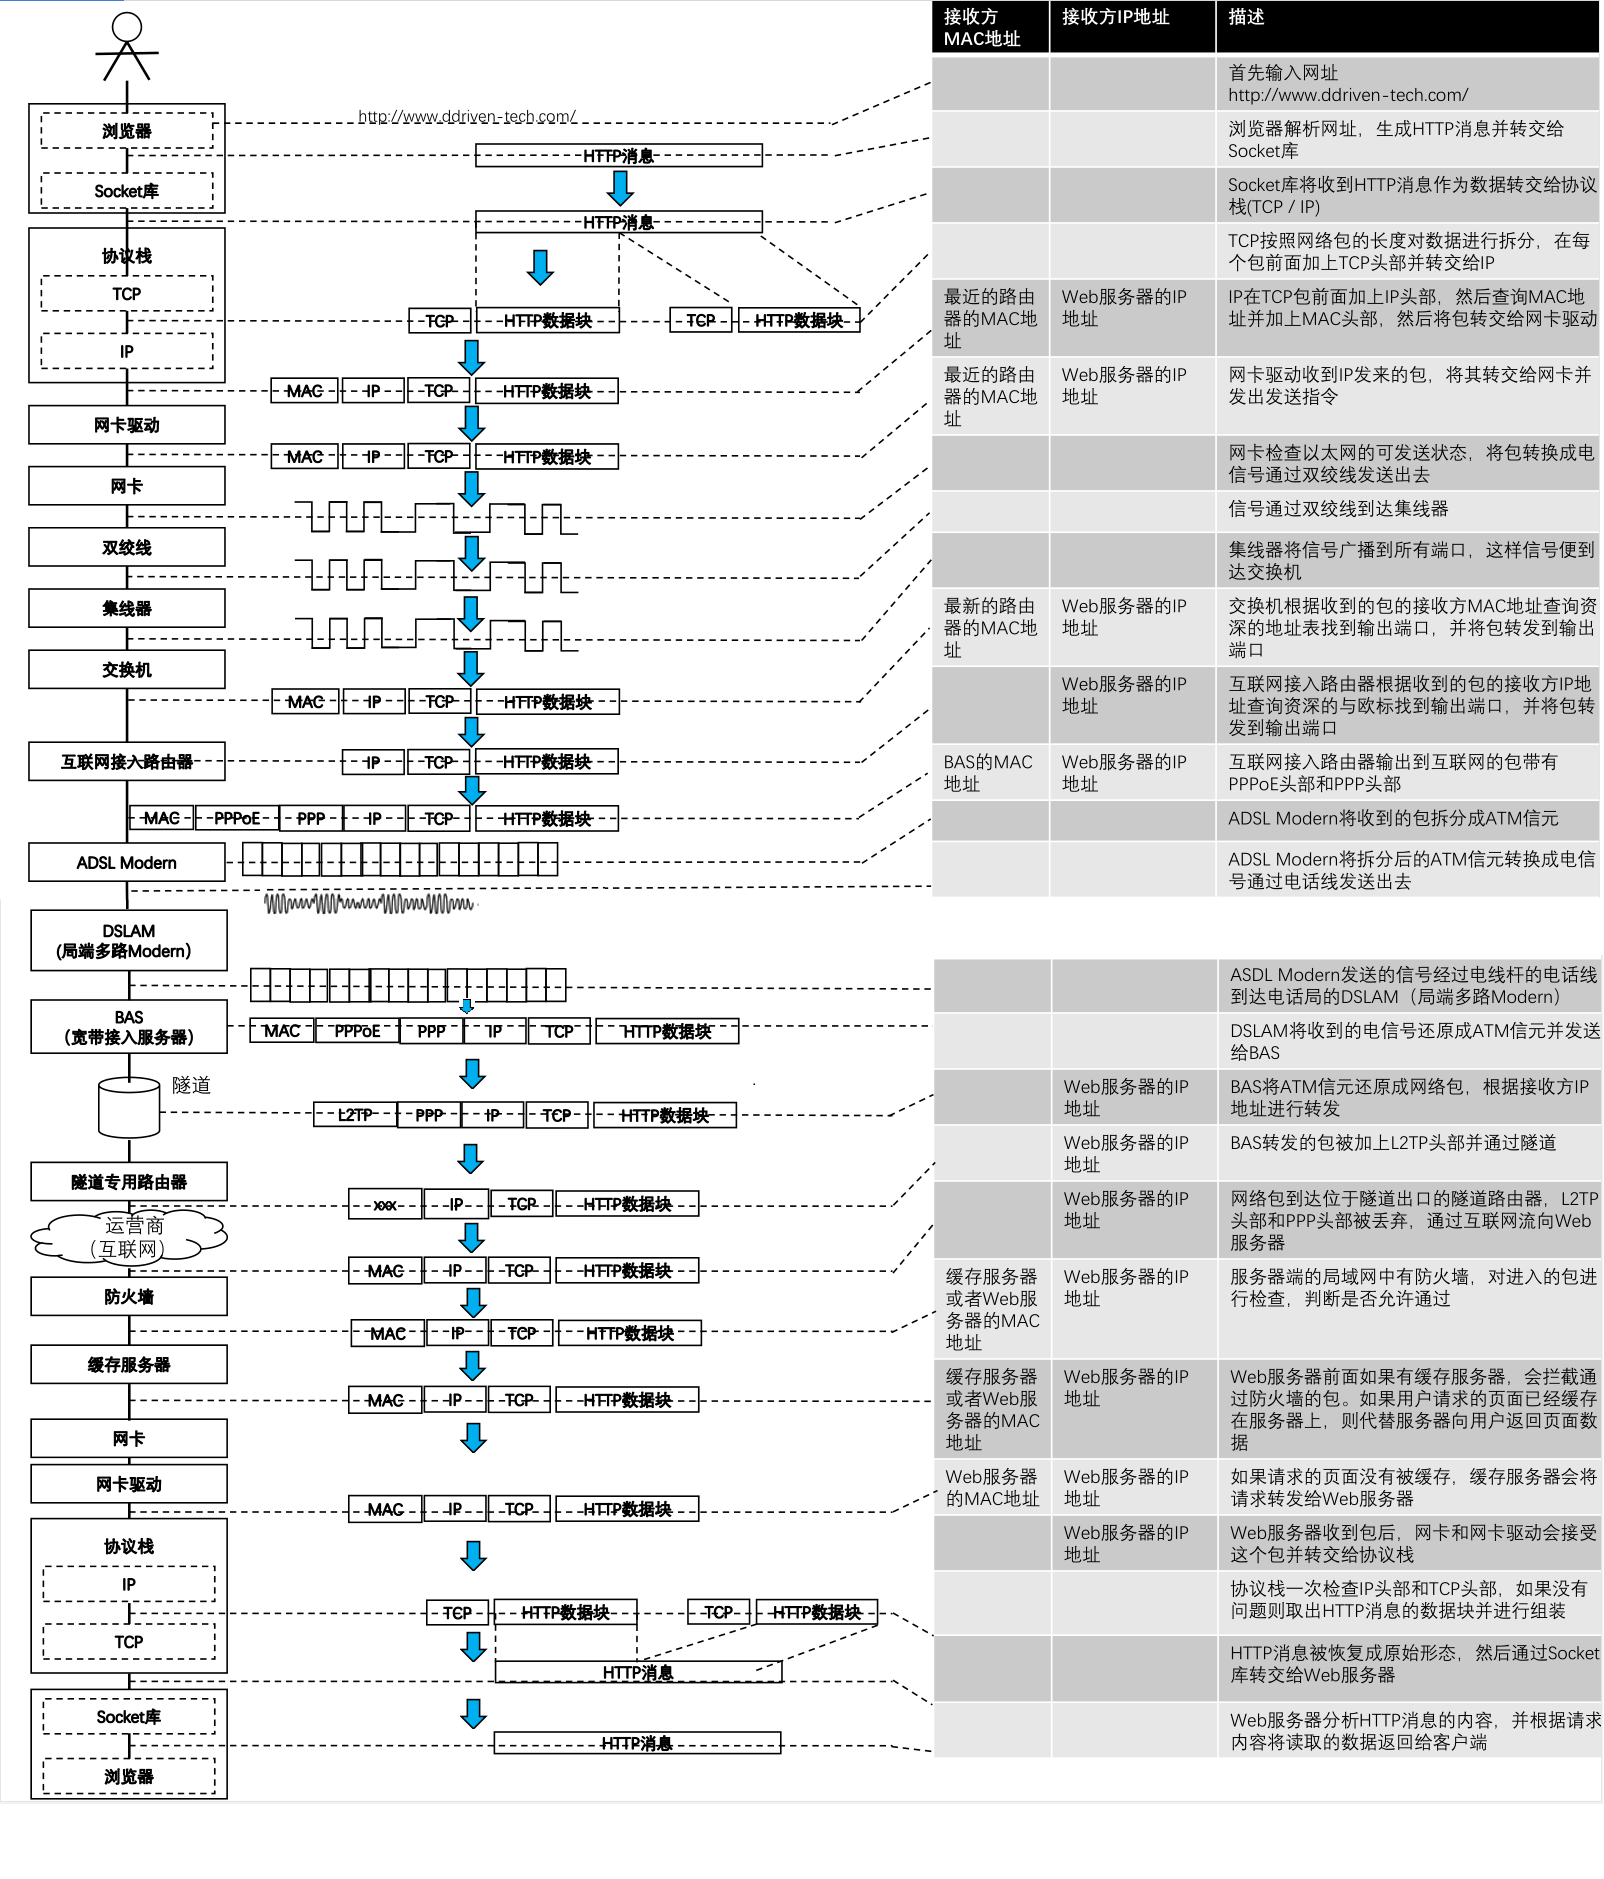 接收方
MAC地址
接收方IP地址
描述
首先输入网址
http://www.ddriven-tech.com/
http://www.ddriven-tech.com/
浏览器
浏览器解析网址，生成HTTP消息并转交给
Socket库
HTTP消息
Socket库
Socket库将收到HTTP消息作为数据转交给协议
栈(TCP / IP)
HTTP消息
协议栈
TCP
IP
TCP按照网络包的长度对数据进行拆分，在每
个包前面加上TCP头部并转交给IP
TCP
HTTP数据块
TCP
HTTP数据块
最近的路由
器的MAC地
址
Web服务器的IP
地址
IP在TCP包前面加上IP头部，然后查询MAC地
址并加上MAC头部，然后将包转交给网卡驱动
MAC
IP
TCP
HTTP数据块
最近的路由
器的MAC地
址
Web服务器的IP
地址
网卡驱动收到IP发来的包，将其转交给网卡并
发出发送指令
网卡驱动
MAC
IP
TCP
HTTP数据块
网卡检查以太网的可发送状态，将包转换成电
信号通过双绞线发送出去
网卡
信号通过双绞线到达集线器
双绞线
集线器将信号广播到所有端口，这样信号便到
达交换机
集线器
最新的路由
器的MAC地
址
Web服务器的IP
地址
交换机根据收到的包的接收方MAC地址查询资
深的地址表找到输出端口，并将包转发到输出
端口
交换机
MAC
IP
TCP
HTTP数据块
Web服务器的IP
地址
互联网接入路由器根据收到的包的接收方IP地
址查询资深的与欧标找到输出端口，并将包转
发到输出端口
互联网接入路由器
IP
TCP
HTTP数据块
BAS的MAC
地址
Web服务器的IP
地址
互联网接入路由器输出到互联网的包带有
PPPoE头部和PPP头部
MAC
PPPoE
PPP
IP
TCP
HTTP数据块
ADSL Modern将收到的包拆分成ATM信元
ADSL Modern
ADSL Modern将拆分后的ATM信元转换成电信
号通过电话线发送出去
DSLAM
(局端多路Modern）
ASDL Modern发送的信号经过电线杆的电话线
到达电话局的DSLAM（局端多路Modern）
BAS
（宽带接入服务器）
MAC
PPPoE
PPP
IP
TCP
HTTP数据块
DSLAM将收到的电信号还原成ATM信元并发送
给BAS
隧道
L2TP
PPP
IP
TCP
HTTP数据块
Web服务器的IP
地址
BAS将ATM信元还原成网络包，根据接收方IP
地址进行转发
Web服务器的IP
地址
BAS转发的包被加上L2TP头部并通过隧道
隧道专用路由器
xxx
IP
TCP
HTTP数据块
Web服务器的IP
地址
网络包到达位于隧道出口的隧道路由器，L2TP
头部和PPP头部被丢弃，通过互联网流向Web
服务器
运营商
（互联网）
MAC
IP
TCP
HTTP数据块
缓存服务器
或者Web服
务器的MAC
地址
Web服务器的IP
地址
服务器端的局域网中有防火墙，对进入的包进
行检查，判断是否允许通过
防火墙
MAC
IP
TCP
HTTP数据块
缓存服务器
缓存服务器
或者Web服
务器的MAC
地址
Web服务器的IP
地址
Web服务器前面如果有缓存服务器，会拦截通
过防火墙的包。如果用户请求的页面已经缓存
在服务器上，则代替服务器向用户返回页面数
据
MAC
IP
TCP
HTTP数据块
网卡
网卡驱动
Web服务器
的MAC地址
Web服务器的IP
地址
如果请求的页面没有被缓存，缓存服务器会将
请求转发给Web服务器
MAC
IP
TCP
HTTP数据块
Web服务器的IP
地址
Web服务器收到包后，网卡和网卡驱动会接受
这个包并转交给协议栈
协议栈
IP
TCP
TCP
HTTP数据块
TCP
HTTP数据块
协议栈一次检查IP头部和TCP头部，如果没有
问题则取出HTTP消息的数据块并进行组装
HTTP消息
HTTP消息被恢复成原始形态，然后通过Socket
库转交给Web服务器
Socket库
HTTP消息
Web服务器分析HTTP消息的内容，并根据请求
内容将读取的数据返回给客户端
浏览器